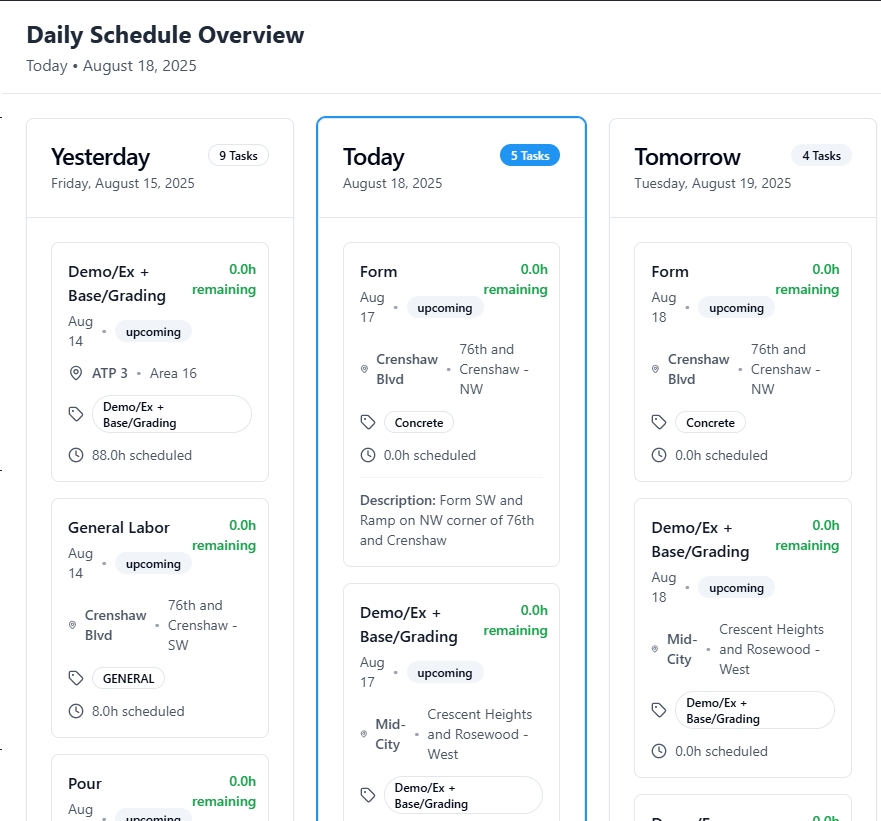 Daily Schedule Overview
Today • August 18, 2025
Yesterday
9 Tasks
Friday, August 15, 2025
Demo/Ex +
Base/Grading
0.0h
remaining
Aug
14
•
upcoming
ATP 3 • Area 16
Demo/Ex +
Base/Grading
88.0h scheduled
General Labor
0.0h
remaining
Aug
14
•
upcoming
Crenshaw
Blvd
•
76th and
Crenshaw -
SW
GENERAL
8.0h scheduled
Pour
0.0h
remaining
Aug
•
upcoming
Today
5 Tasks
August 18, 2025
Form
0.0h
remaining
Aug
17
•
upcoming
Crenshaw
Blvd
•
76th and
Crenshaw -
NW
Concrete
0.0h scheduled
Description: Form SW and
Ramp on NW corner of 76th
and Crenshaw
Demo/Ex +
Base/Grading
0.0h
remaining
Aug
17
•
upcoming
Mid-
City
•
Crescent Heights
and Rosewood -
West
Demo/Ex +
Base/Grading
Tomorrow
4 Tasks
Tuesday, August 19, 2025
Form
0.0h
remaining
Aug
18
•
upcoming
Crenshaw
Blvd
•
76th and
Crenshaw -
NW
Concrete
0.0h scheduled
Demo/Ex +
Base/Grading
0.0h
remaining
Aug
18
•
upcoming
Mid-
City
•
Crescent Heights
and Rosewood -
West
Demo/Ex +
Base/Grading
0.0h scheduled